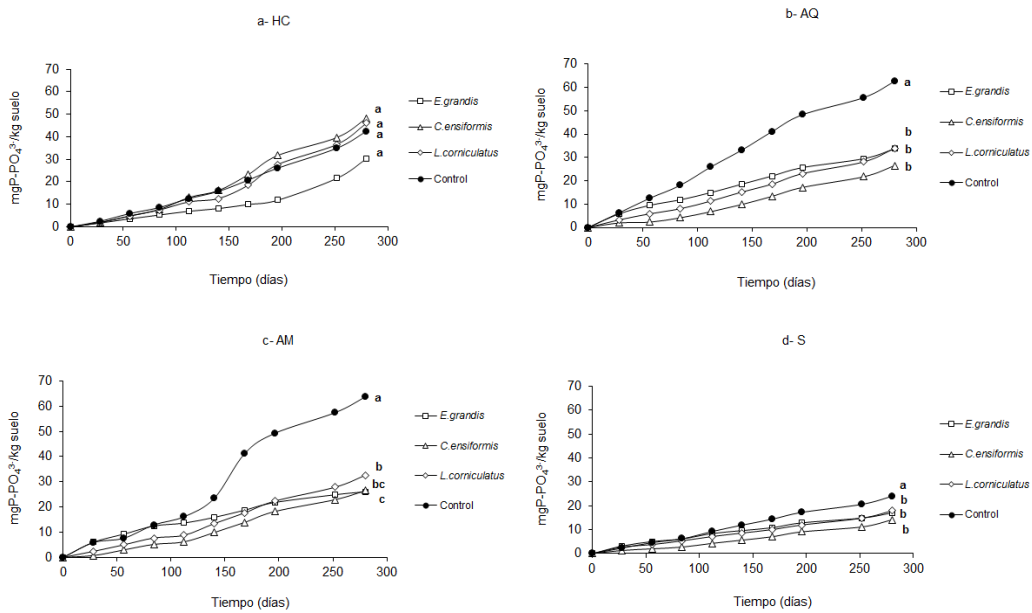 a- HC
mgP-PO₄³⁻/kg suelo
70
60
50
40
30
20
10
0
0 50 100 150 200 250 300
Tiempo (días)
a
a
a
a
E.grandis
C.ensiformis
L.corniculatus
Control
b- AQ
mgP-PO₄³⁻/kg suelo
70
60
50
40
30
20
10
0
0 50 100 150 200 250 300
Tiempo (días)
a
b
b
b
E.grandis
C.ensiformis
L.corniculatus
Control
c- AM
mgP-PO₄³⁻/kg suelo
70
60
50
40
30
20
10
0
0 50 100 150 200 250 300
Tiempo (días)
a
b
bc
c
E.grandis
C.ensiformis
L.corniculatus
Control
d- S
mgP-PO₄³⁻/kg suelo
70
60
50
40
30
20
10
0
0 50 100 150 200 250 300
Tiempo (días)
a
b
b
b
E.grandis
C.ensiformis
L.corniculatus
Control